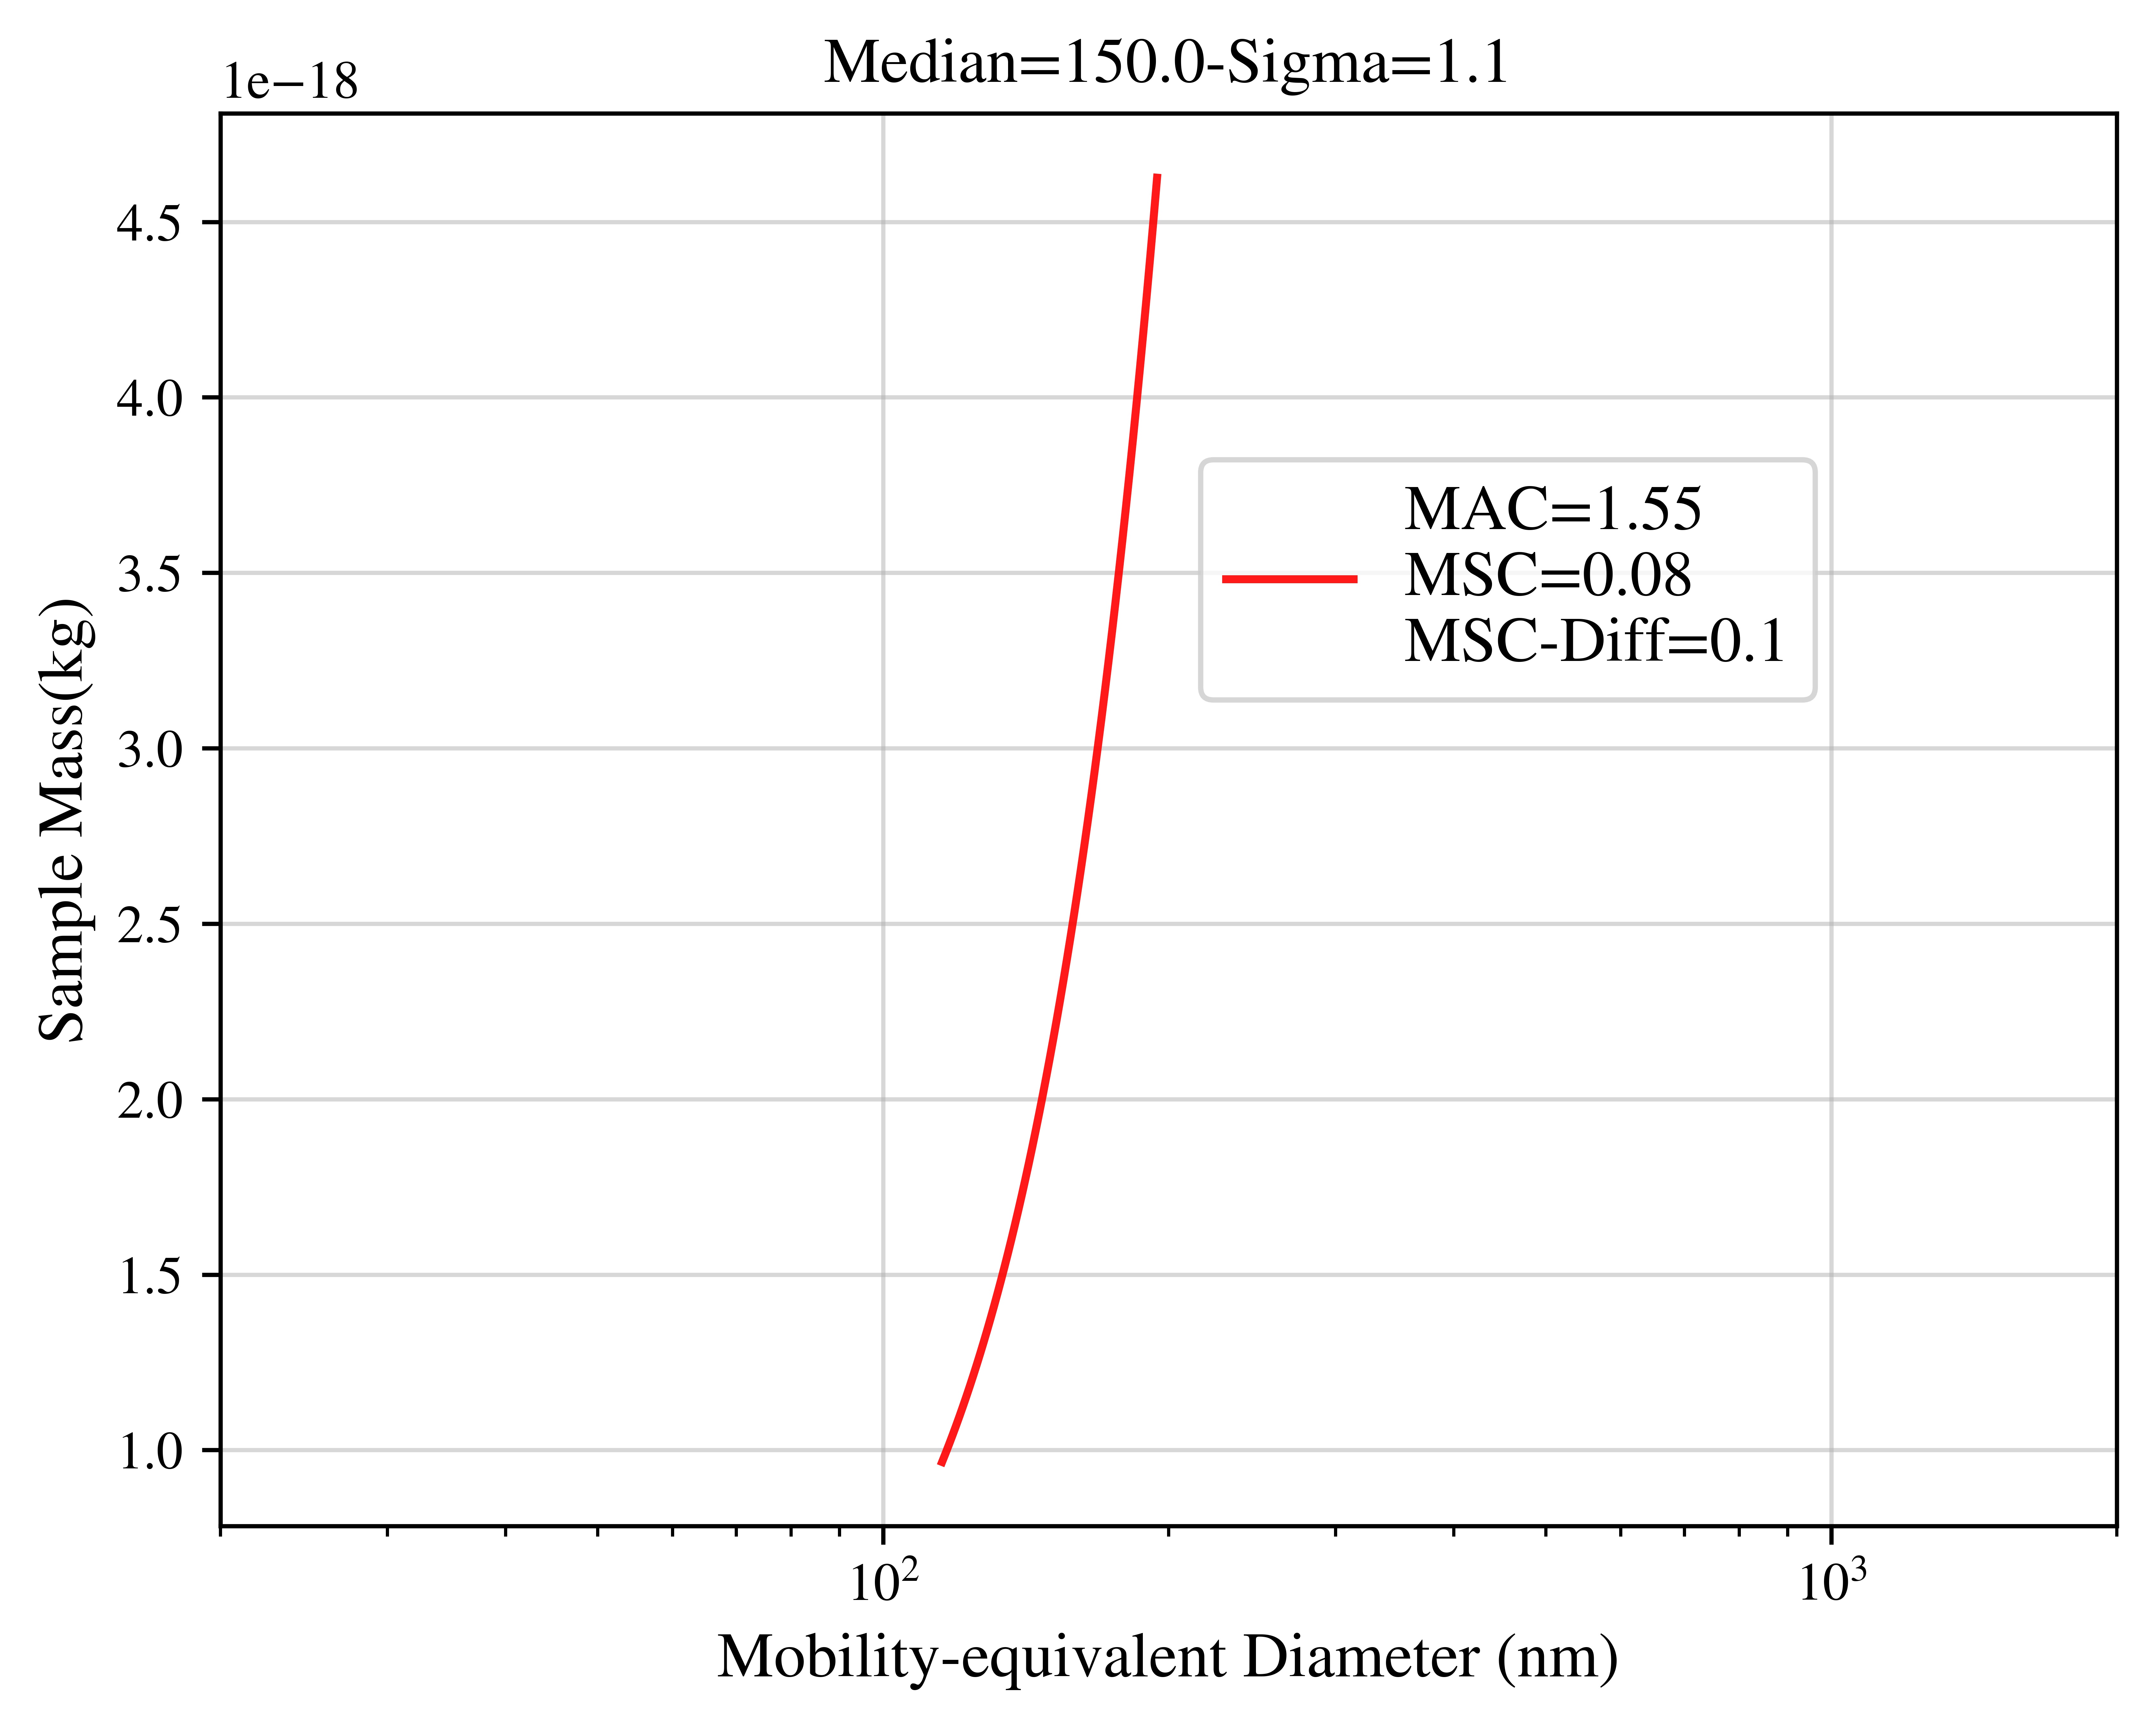 Median=150.0-Sigma=1.1
1e−18
4.5
4.0
3.5
3.0
2.5
2.0
1.5
1.0
Sample Mass(kg)
MAC=1.55
MSC=0.08
MSC-Diff=0.1
10²
10³
Mobility-equivalent Diameter (nm)